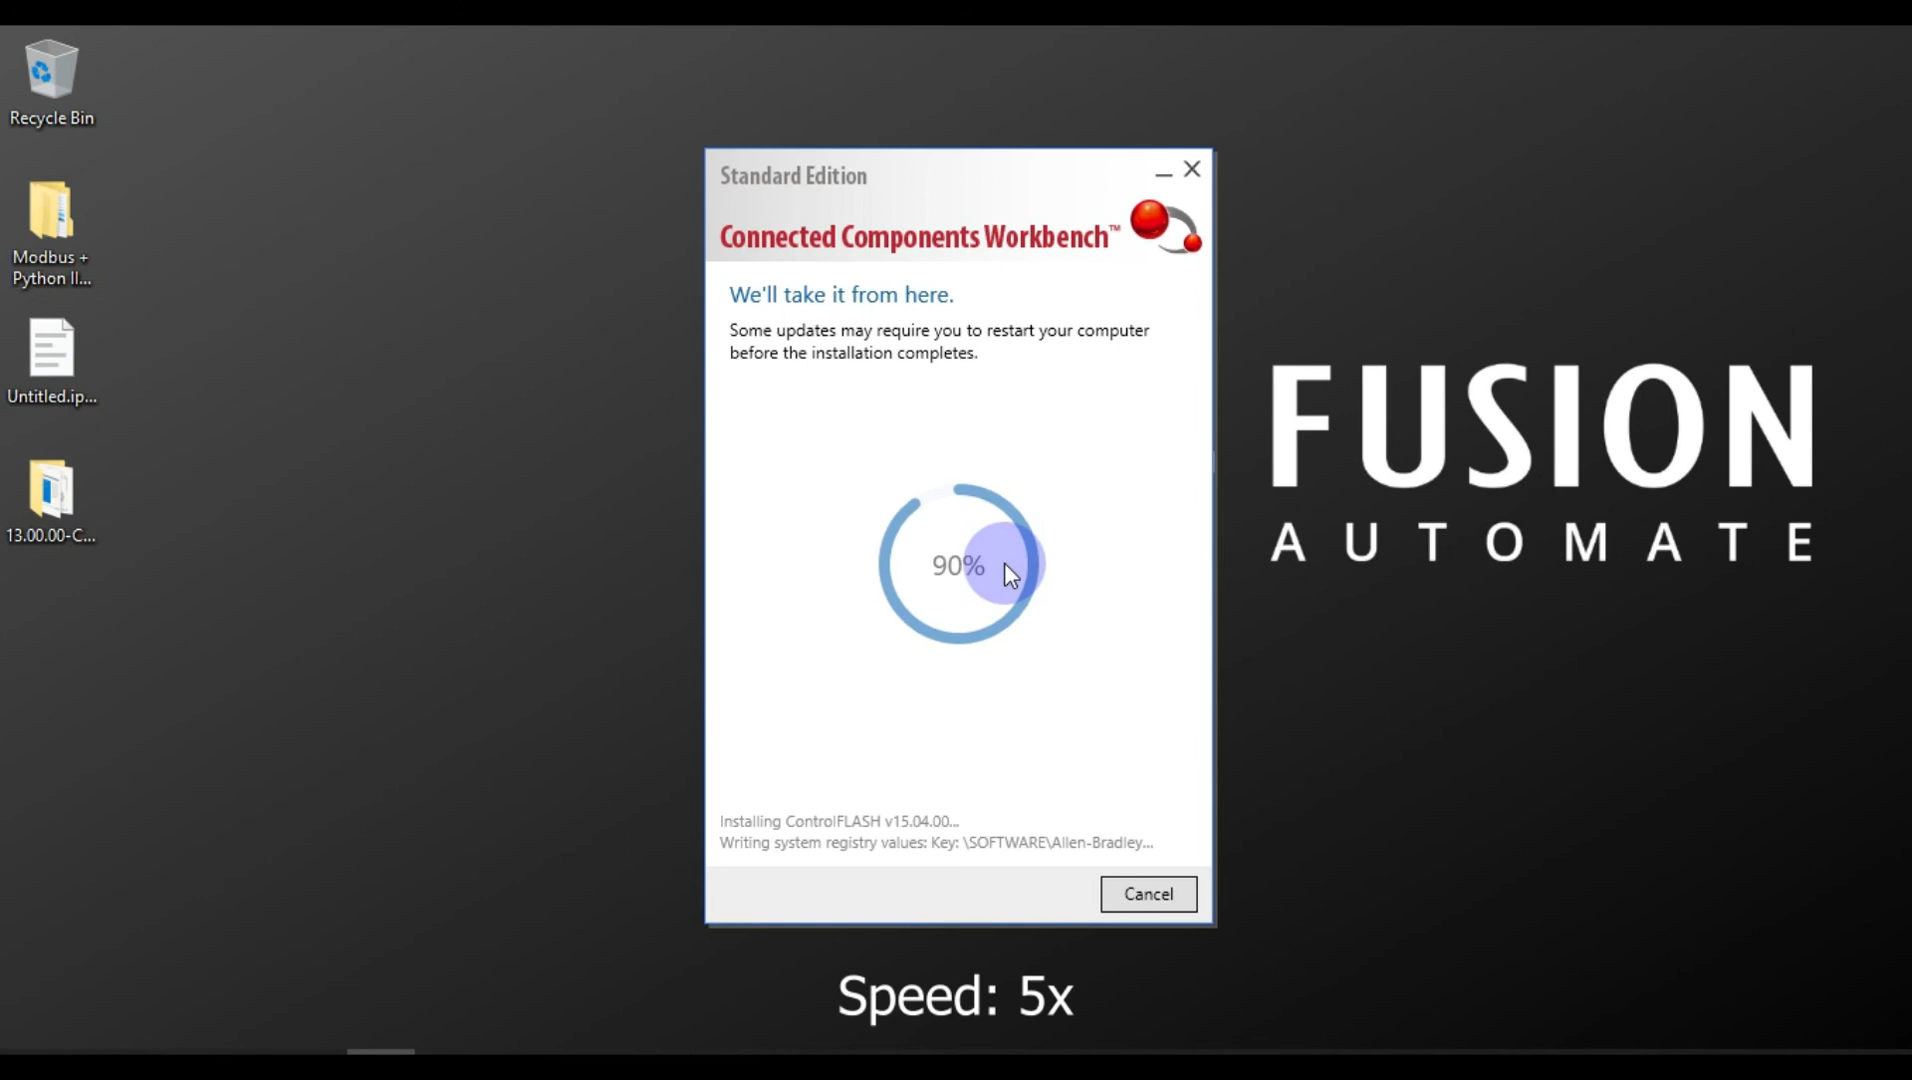 Recycle Bin
Modbus +
Python II...
Untitled.ip...
13.00.00-C...
Standard Edition
Connected Components Workbench™
We'll take it from here.
Some updates may require you to restart your computer
before the installation completes.
90%
Installing ControlFLASH v15.04.00...
Writing system registry values: Key: \SOFTWARE\Allen-Bradley...
Cancel
FUSION
AUTOMATE
Speed: 5x